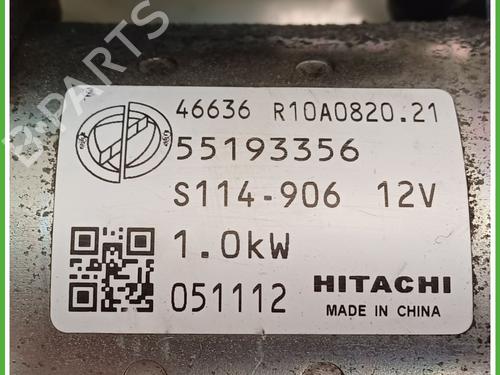 B-PARTS
46636 R10A0820.21
55193356
S114-906 12V
1.0kW
051112 HITACHI
MADE IN CHINA